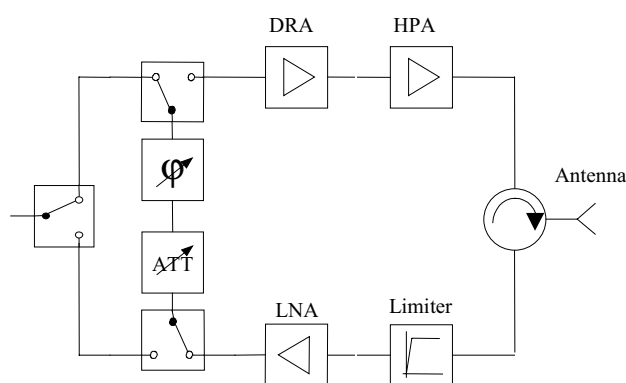 DRA
HPA
φ
Antenna
ATT
LNA
Limiter